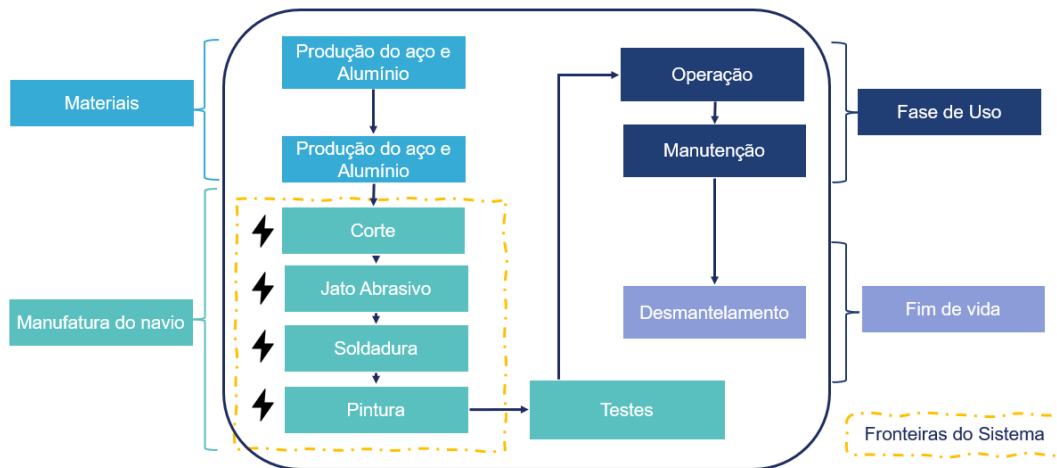 Materiais
Manufatura do navio
Produção do aço e
Alumínio
Produção do aço e
Alumínio
Corte
Jato Abrasivo
Soldadura
Pintura
Testes
Operação
Manutenção
Desmantelamento
Fase de Uso
Fim de vida
Fronteiras do Sistema